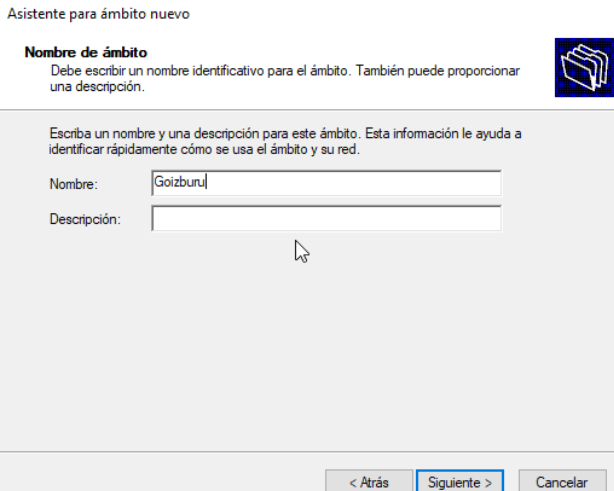 Asistente para ámbito nuevo
Nombre de ámbito
Debe escribir un nombre identificativo para el ámbito. También puede proporcionar
una descripción.
Escriba un nombre y una descripción para este ámbito. Esta información le ayuda a
identificar rápidamente cómo se usa el ámbito y su red.
Nombre: Goizburu
Descripción:
< Atrás Siguiente > Cancelar